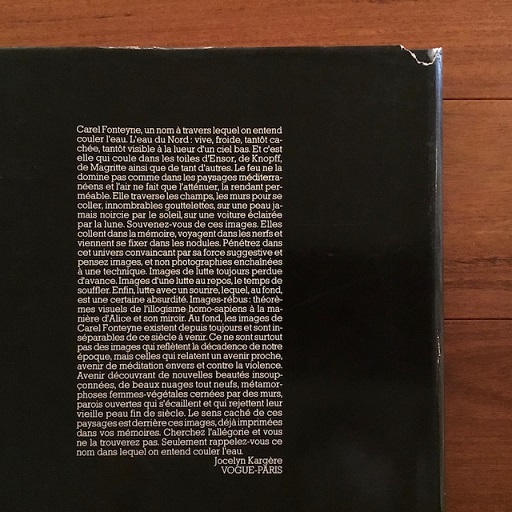 Carel Fonteyne, un nom à travers lequel on entend
couler l'eau. L'eau du Nord : vive, froide, tantôt ca-
chée, tantôt visible à la lueur d'un ciel bas. Et c'est
elle qui coule dans les toiles d'Ensor, de Knopff,
de Magritte ainsi que de tant d'autres. Le feu ne la
domine pas comme dans les paysages méditerra-
néens et l'air ne fait que l'atténuer, la rendant per-
méable. Elle traverse les champs, les murs pour se
coller, innombrables gouttelettes, sur une peau ja-
mais noircie par le soleil, sur une voiture éclairée
par la lune. Souvenez-vous de ces images. Elles
collent dans la mémoire, voyagent dans les nerfs et
viennent se fixer dans les nodules. Pénétrez dans
cet univers convaincant par sa force suggestive et
pensez images, et non photographies enchaînées
à une technique. Images de lutte toujours perdue
d'avance. Images d'une lutte au repos, le temps de
souffler. Enfin, lutte avec un sourire, lequel, au fond,
est une certaine absurdité. Images-rébus : théorè-
mes visuels de l'illogisme homo-sapiens à la ma-
nière d'Alice et son miroir. Au fond, les images de
Carel Fonteyne existent depuis toujours et sont in-
séparables de ce siècle à venir. Ce ne sont surtout
pas des images qui reflètent la décadence de notre
époque, mais celles qui relatent un avenir proche,
avenir de méditation envers et contre la violence.
Avenir découvrant de nouvelles beautés insoup-
çonnées, de beaux nuages tout neufs, métamor-
phoses femmes-végétales cernées par des murs,
parois ouvertes qui s'écaillent et qui rejettent leur
vieille peau fin de siècle. Le sens caché de ces
paysages est derrière ces images, déjà imprimées
dans vos mémoires. Cherchez l'allégorie et vous
ne la trouverez pas. Seulement rappelez-vous ce
nom dans lequel on entend couler l'eau.
Jocelyn Kargère
VOGUE-PARIS